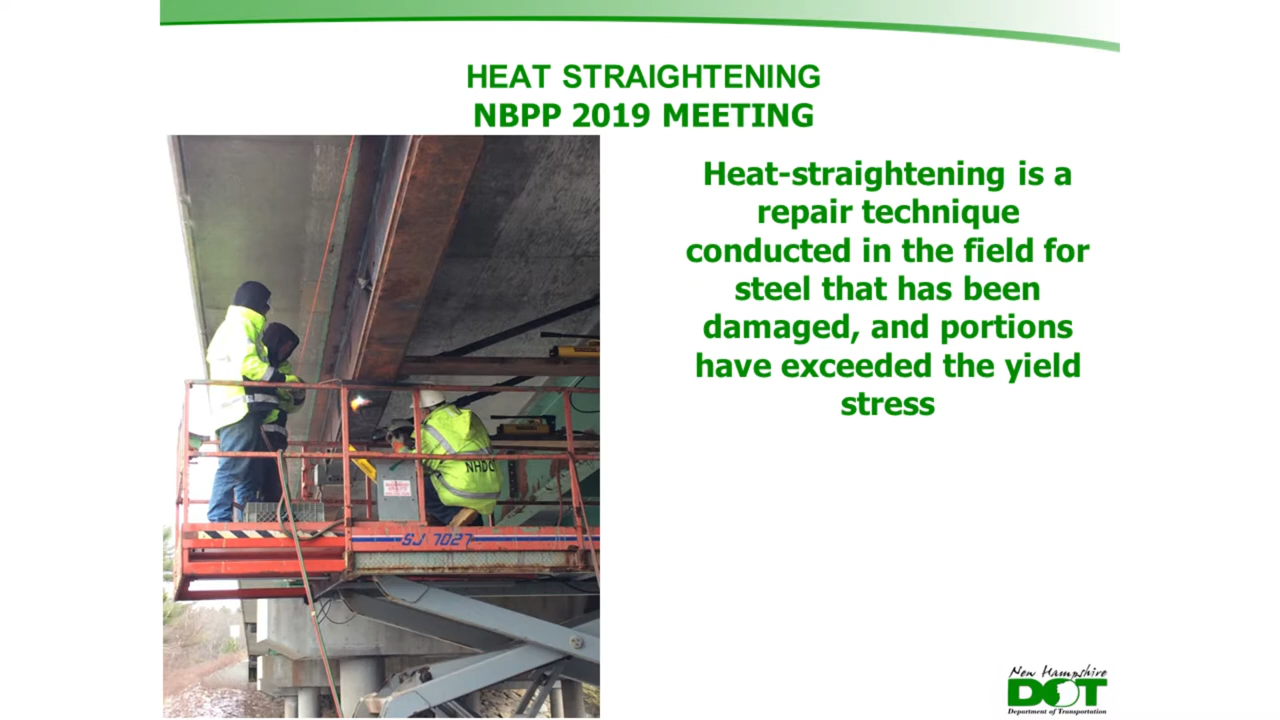 HEAT STRAIGHTENING
NBPP 2019 MEETING
Heat-straightening is a
repair technique
conducted in the field for
steel that has been
damaged, and portions
have exceeded the yield
stress
NHDO
SJ 7027
New Hampshire
DOT
Department of Transportation